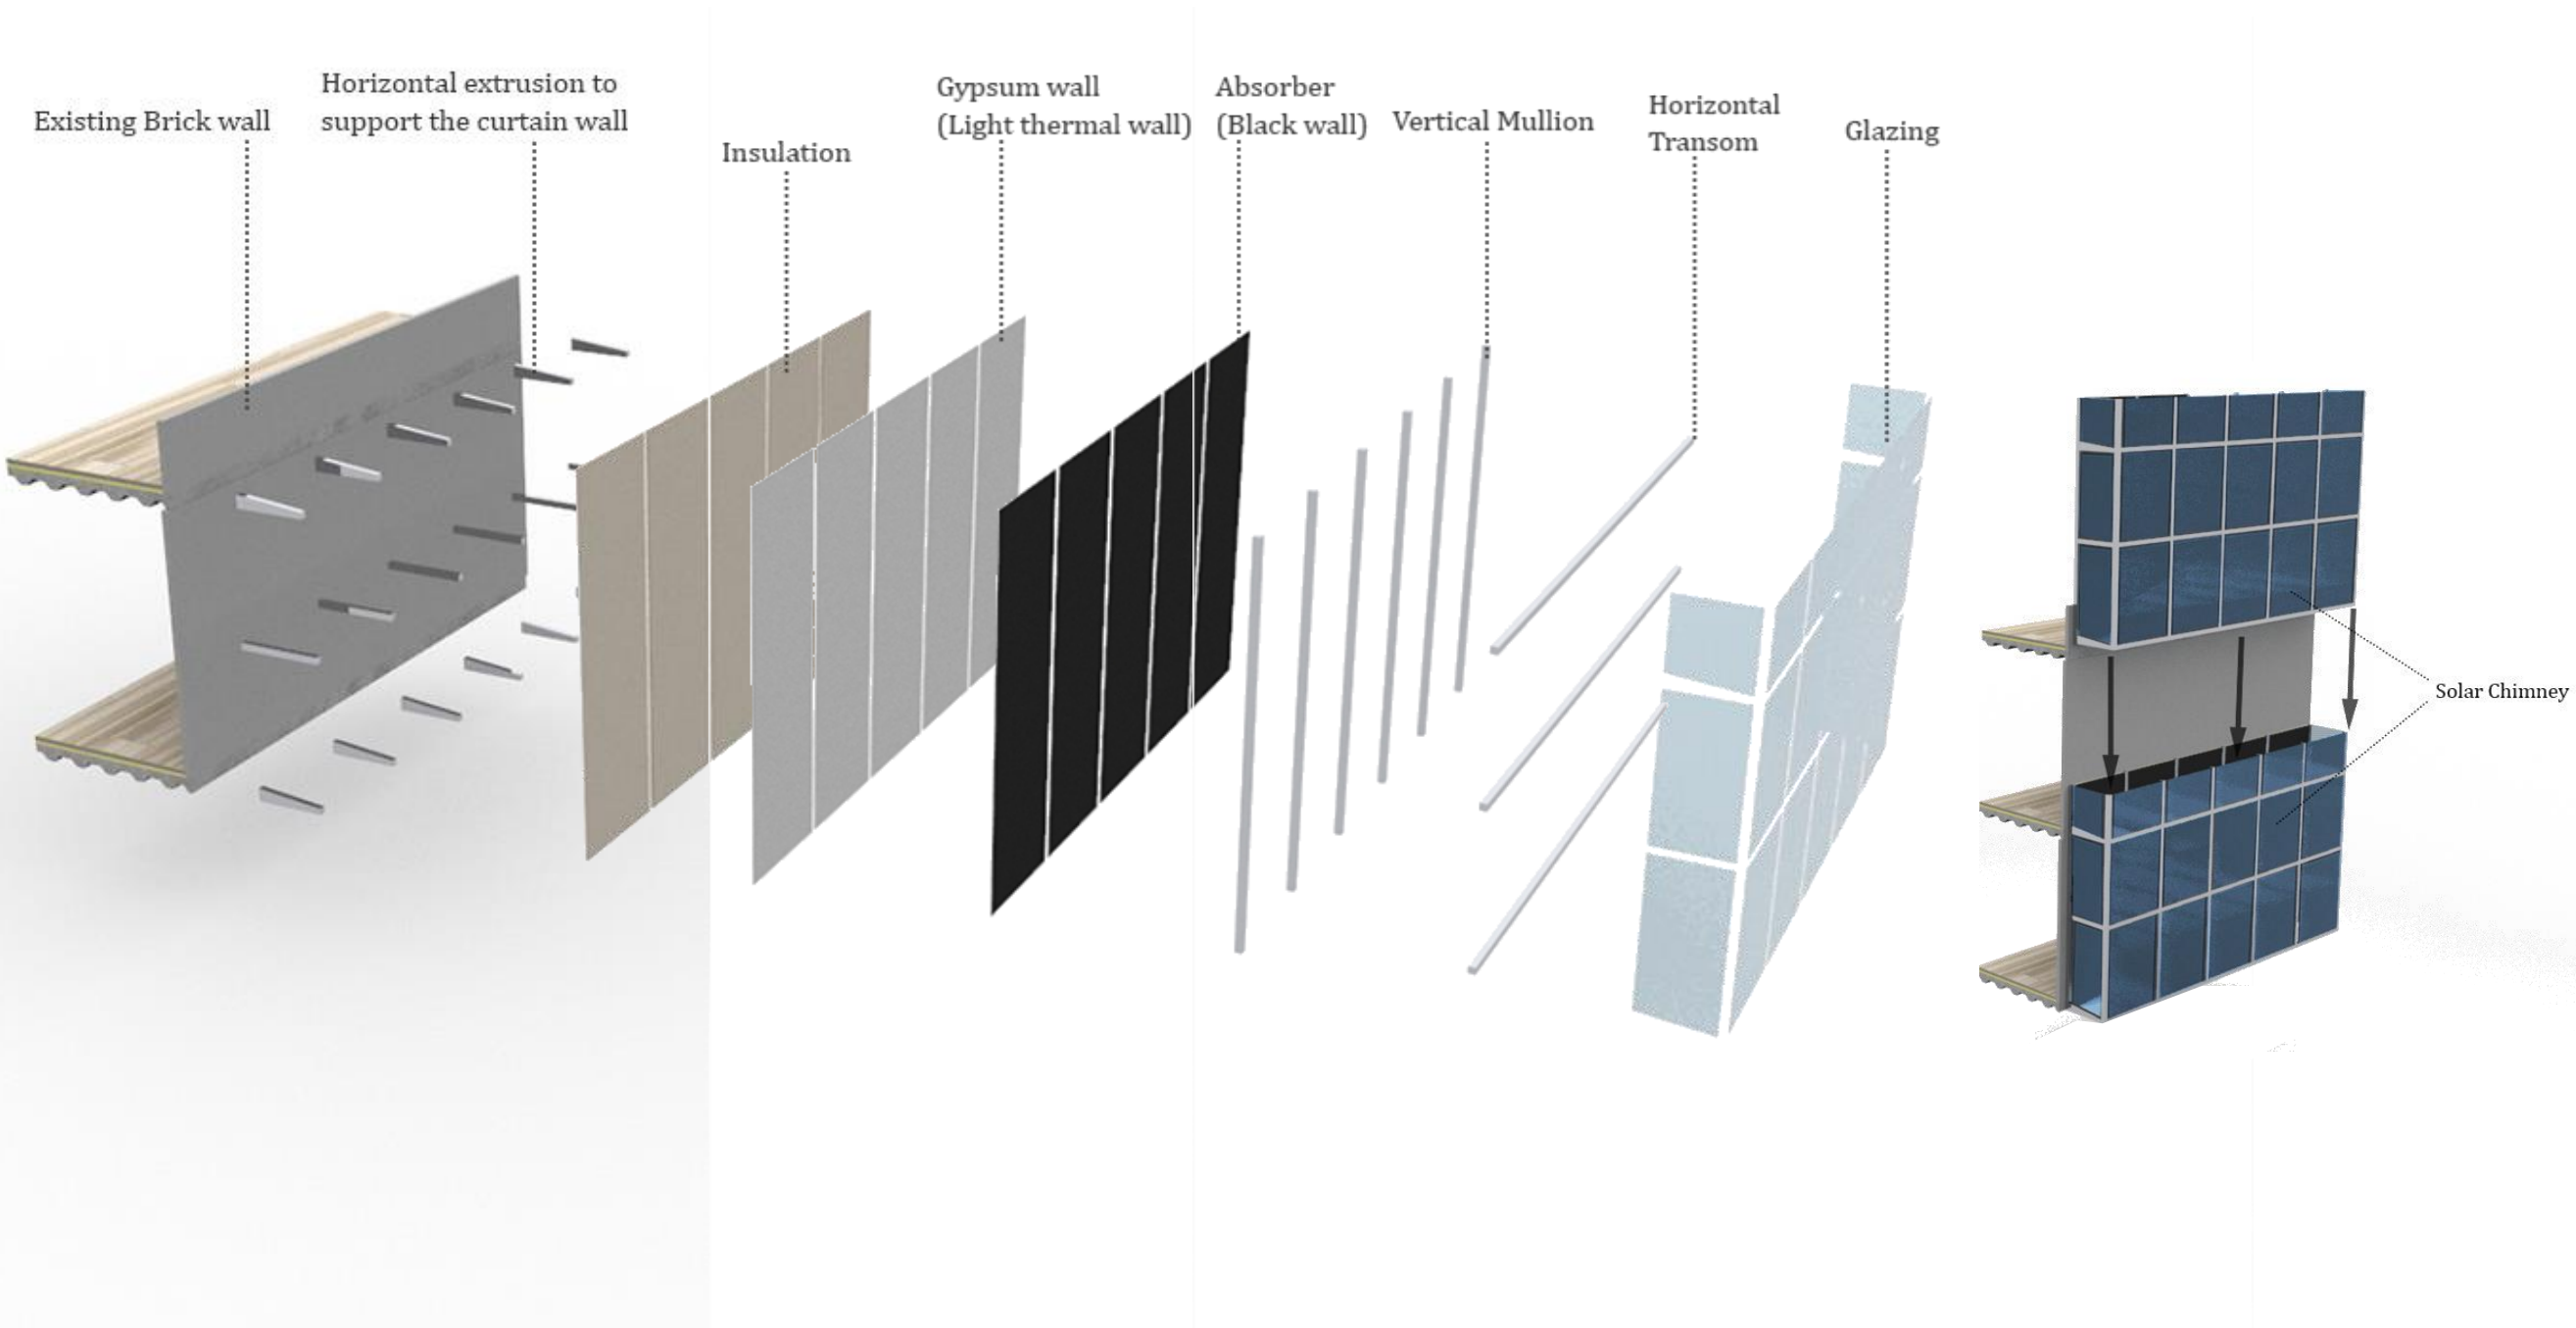 Existing Brick wall
Horizontal extrusion to
support the curtain wall
Insulation
Gypsum wall
(Light thermal wall)
Absorber
(Black wall)
Vertical Mullion
Horizontal
Transom
Glazing
Solar Chimney